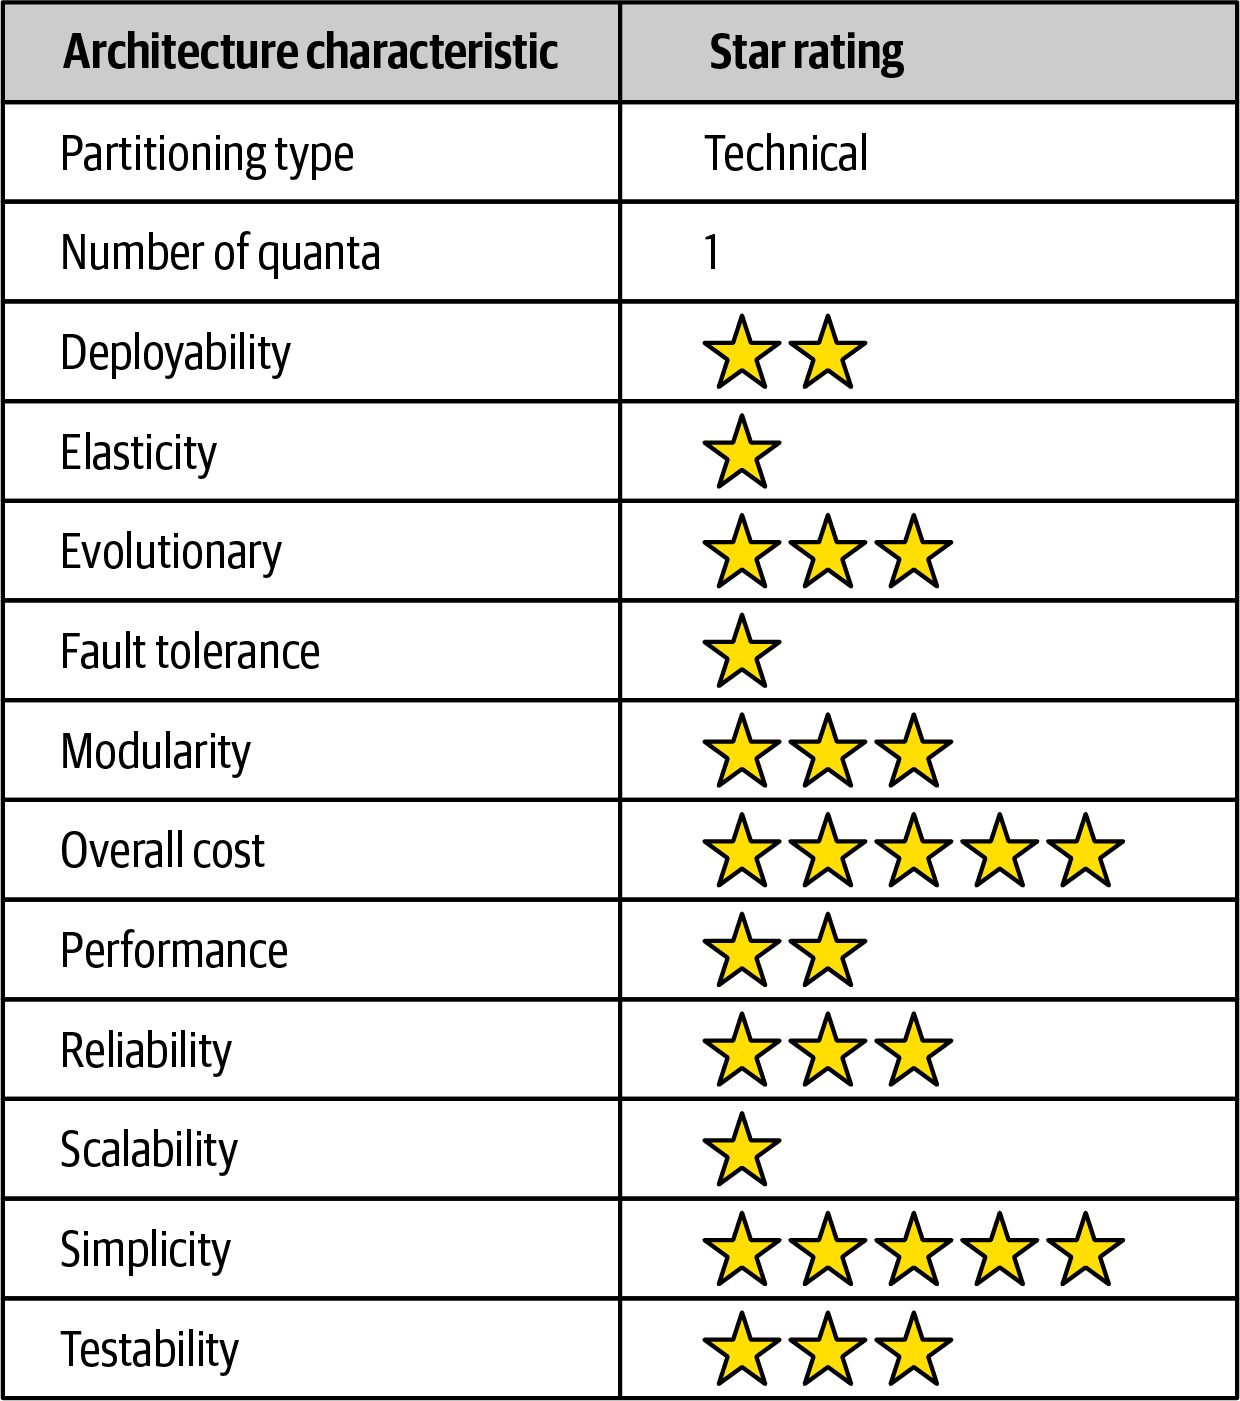 Architecture characteristic Star rating
Partitioning type Technical
Number of quanta 1
Deployability
Elasticity
Evolutionary
Fault tolerance
Modularity
Overall cost
Performance
Reliability
Scalability
Simplicity
Testability